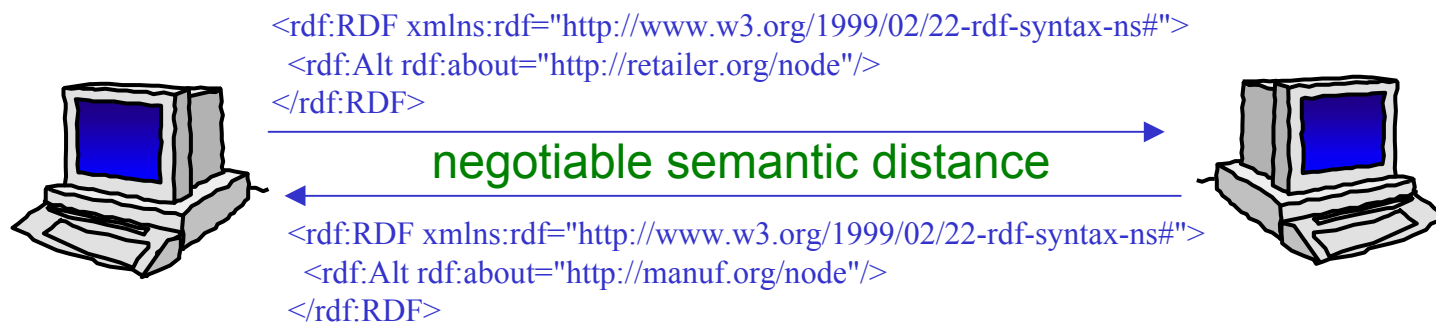 <rdf:RDF xmlns:rdf="http://www.w3.org/1999/02/22-rdf-syntax-ns#">
<rdf:Alt rdf:about="http://retailer.org/node"/>
</rdf:RDF>
negotiable semantic distance
<rdf:RDF xmlns:rdf="http://www.w3.org/1999/02/22-rdf-syntax-ns#">
<rdf:Alt rdf:about="http://manuf.org/node"/>
</rdf:RDF>